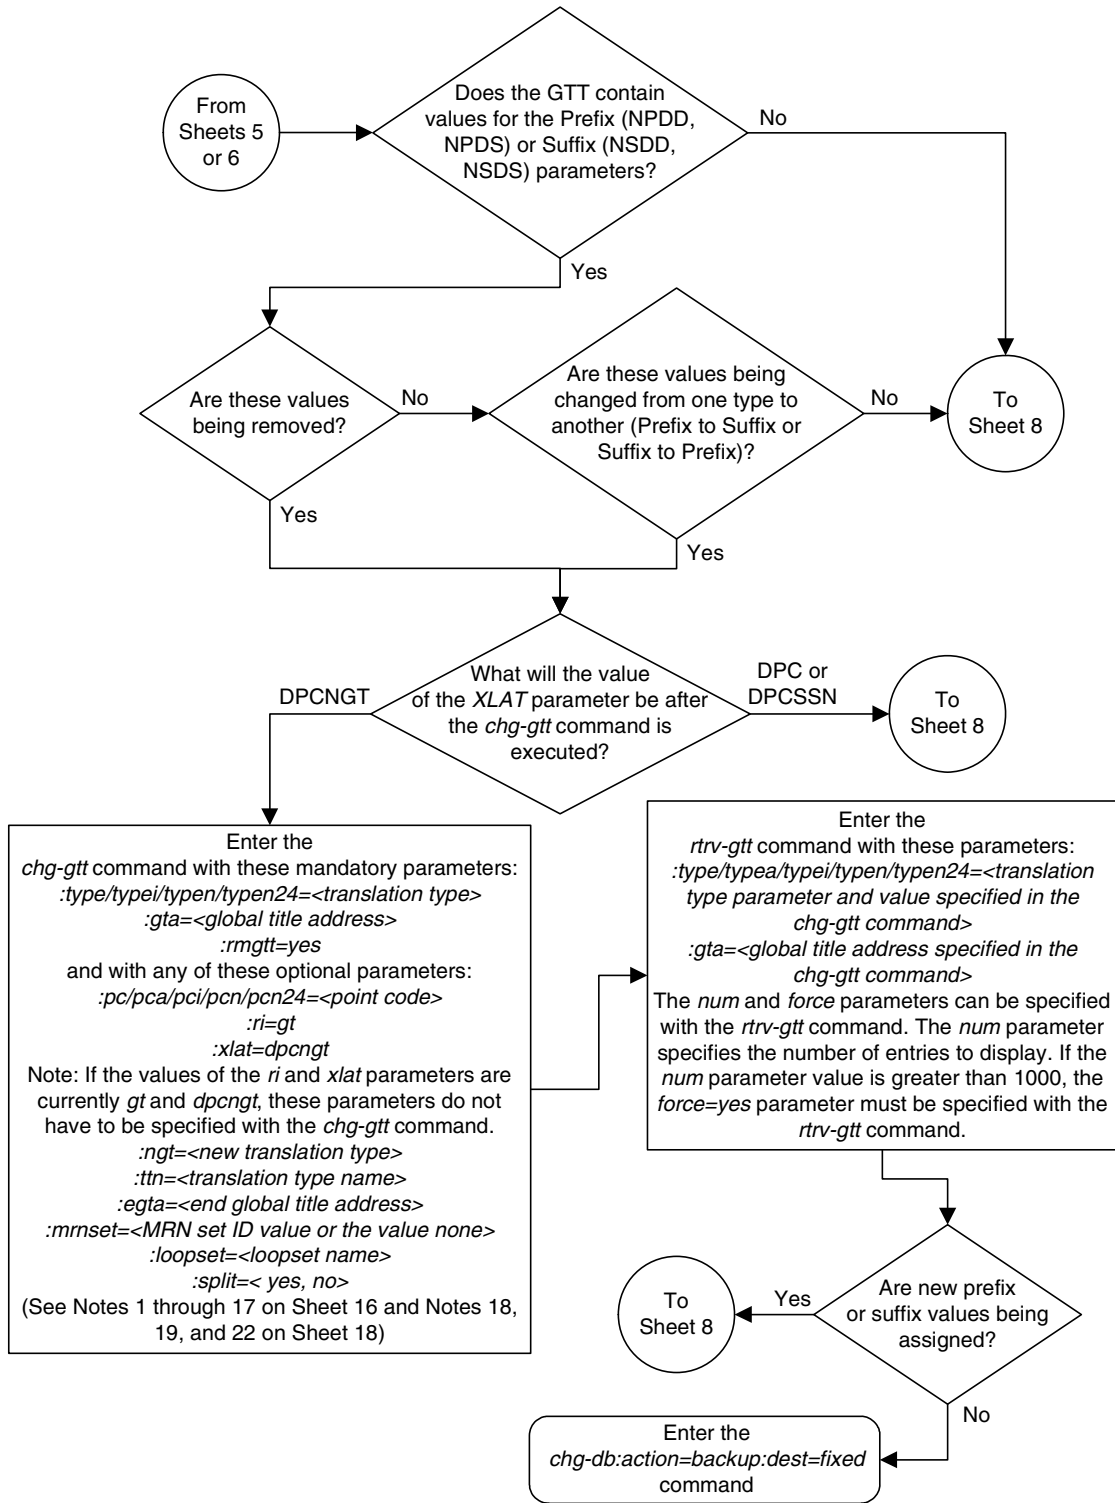 From
Sheets 5
or 6
Does the GTT contain
values for the Prefix (NPDD,
NPDS) or Suffix (NSDD,
NSDS) parameters?
No
Yes
Are these values
being removed?
No
Are these values being
changed from one type to
another (Prefix to Suffix or
Suffix to Prefix)?
No
To
Sheet 8
Yes
Yes
What will the value
of the XLAT parameter be after
the chg-gtt command is
executed?
DPCNGT
DPC or
DPCSSN
To
Sheet 8
Enter the
chg-gtt command with these mandatory parameters:
:type/typei/typen/typen24=<translation type>
:gta=<global title address>
:rmgtt=yes
and with any of these optional parameters:
:pc/pca/pci/pcn/pcn24=<point code>
:ri=gt
:xlat=dpcngt
Note: If the values of the ri and xlat parameters are
currently gt and dpcngt, these parameters do not
have to be specified with the chg-gtt command.
:ngt=<new translation type>
:ttn=<translation type name>
:egta=<end global title address>
:mrnset=<MRN set ID value or the value none>
:loopset=<loopset name>
:split=< yes, no>
(See Notes 1 through 17 on Sheet 16 and Notes 18,
19, and 22 on Sheet 18)
Enter the
rtrv-gtt command with these parameters:
:type/typea/typei/typen/typen24=<translation
type parameter and value specified in the
chg-gtt command>
:gta=<global title address specified in the
chg-gtt command>
The num and force parameters can be specified
with the rtrv-gtt command. The num parameter
specifies the number of entries to display. If the
num parameter value is greater than 1000, the
force=yes parameter must be specified with the
rtrv-gtt command.
Are new prefix
or suffix values being
assigned?
Yes
To
Sheet 8
No
Enter the
chg-db:action=backup:dest=fixed
command